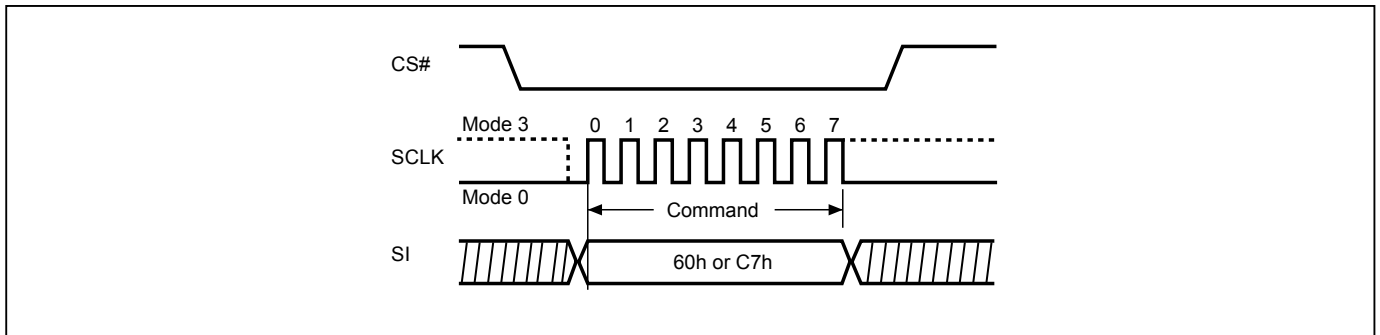 CS#
Mode 3
0 1 2 3 4 5 6 7
SCLK
Mode 0
Command
SI
60h or C7h